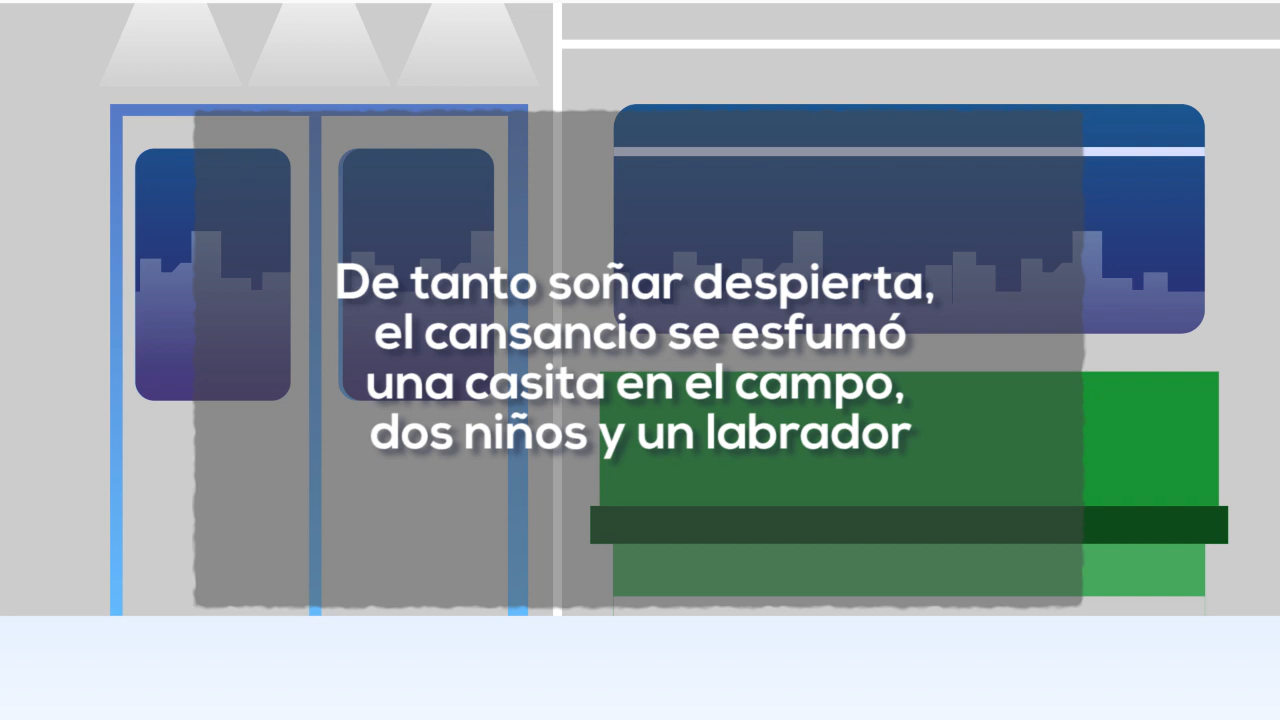 De tanto soñar despierta,
el cansancio se esfumó
una casita en el campo,
dos niños y un labrador